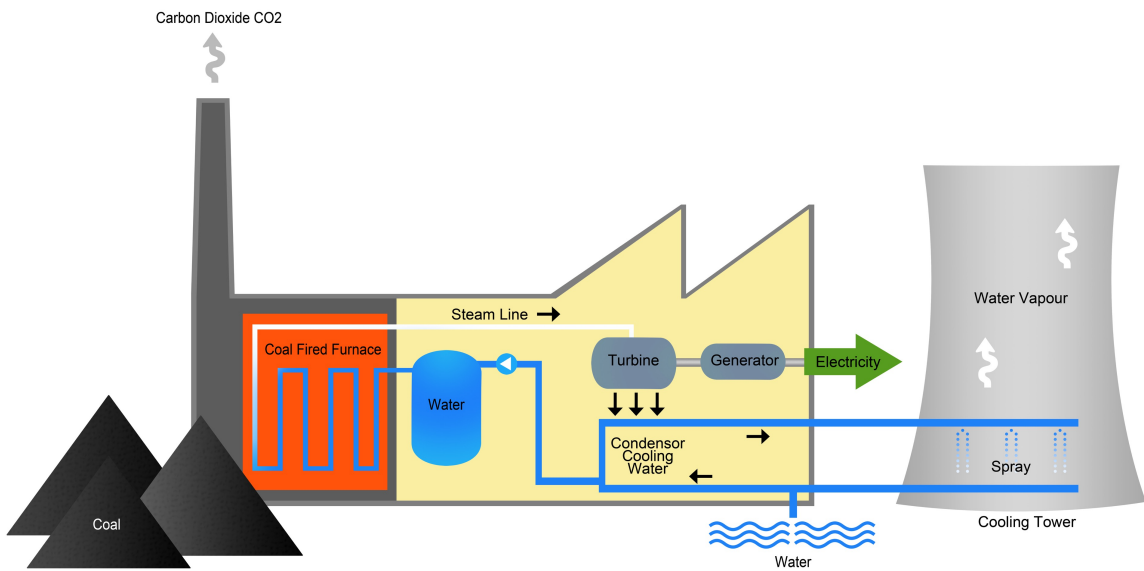 Carbon Dioxide CO2
Steam Line
Coal Fired Furnace
Water
Turbine
Generator
Electricity
Condensor
Cooling
Water
Water Vapour
Spray
Cooling Tower
Coal
Water